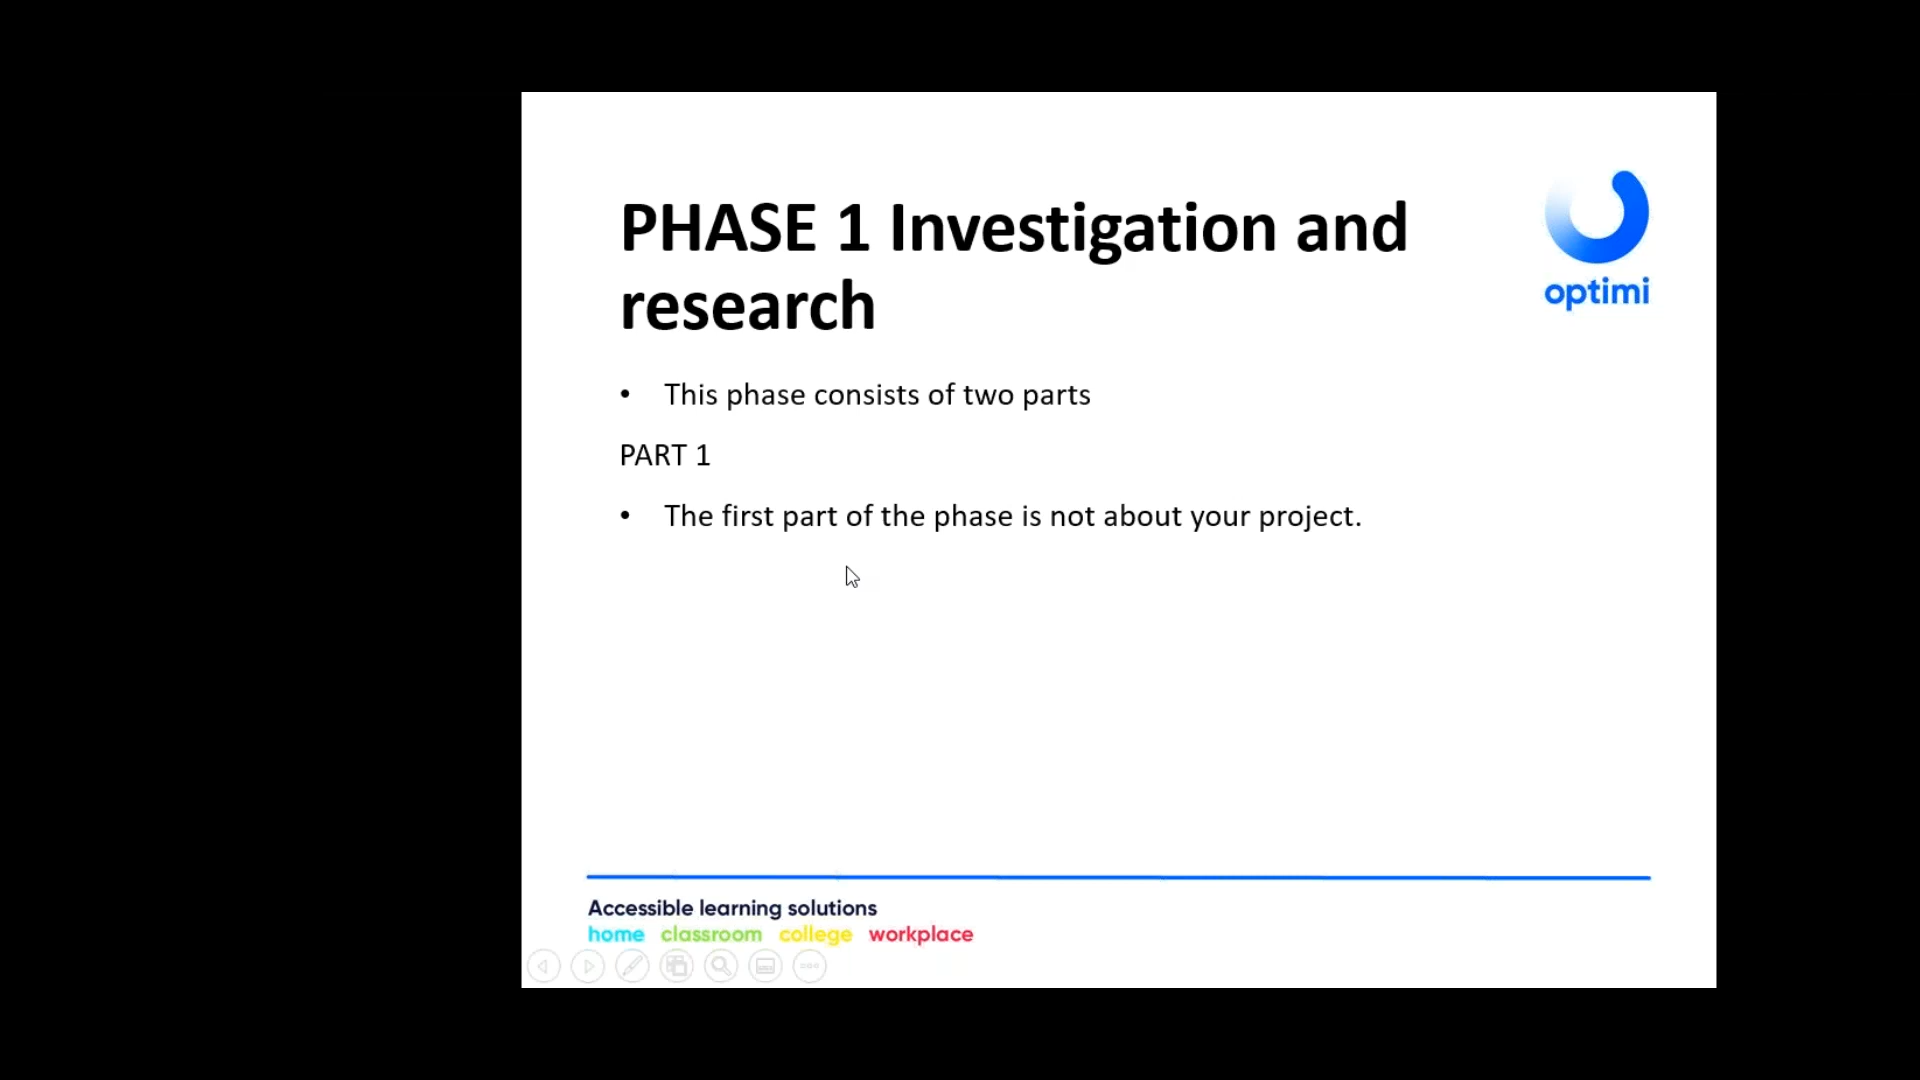 PHASE 1 Investigation and
research
optimi
• This phase consists of two parts
PART 1
• The first part of the phase is not about your project.
Accessible learning solutions
home classroom college workplace